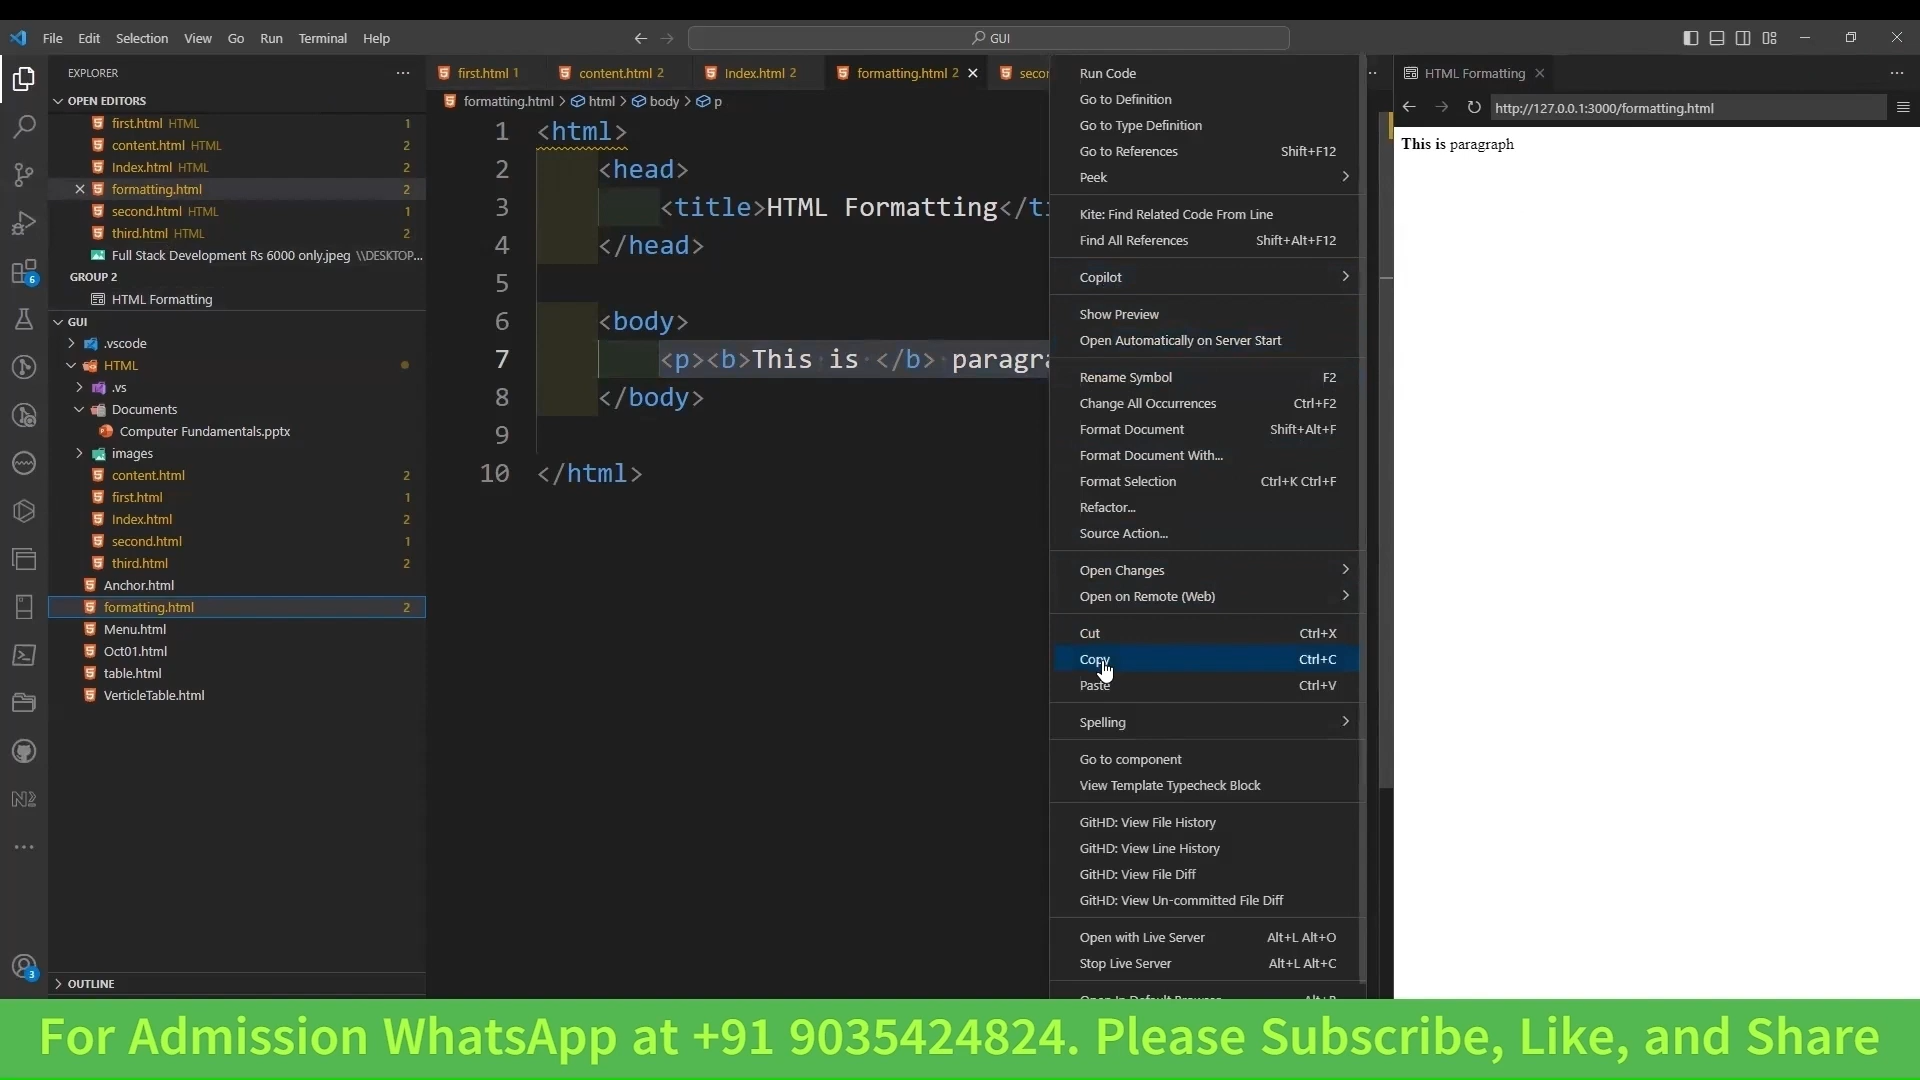 File Edit Selection View Go Run Terminal Help
GUI
EXPLORER
OPEN EDITORS
first.html HTML 1
content.html HTML 2
Index.html HTML 2
formatting.html 2
second.html HTML 1
third.html HTML 2
Full Stack Development Rs 6000 only.jpeg \\DESKTOP...
GROUP 2
HTML Formatting
GUI
.vscode
HTML
.vs
Documents
Computer Fundamentals.pptx
images
content.html 2
first.html 1
Index.html 2
second.html 1
third.html 2
Anchor.html
formatting.html 2
Menu.html
Oct01.html
table.html
VerticleTable.html
OUTLINE
6
3
first.html 1 content.html 2 Index.html 2 formatting.html 2 secon
formatting.html > html > body > p
1 <html>
2 <head>
3 <title>HTML Formatting</ti
4 </head>
5
6 <body>
7 <p><b>This is </b> paragra
8 </body>
9
10 </html>
Run Code
Go to Definition
Go to Type Definition
Go to References Shift+F12
Peek
Kite: Find Related Code From Line
Find All References Shift+Alt+F12
Copilot
Show Preview
Open Automatically on Server Start
Rename Symbol F2
Change All Occurrences Ctrl+F2
Format Document Shift+Alt+F
Format Document With...
Format Selection Ctrl+K Ctrl+F
Refactor...
Source Action...
Open Changes
Open on Remote (Web)
Cut Ctrl+X
Copy Ctrl+C
Paste Ctrl+V
Spelling
Go to component
View Template Typecheck Block
GitHD: View File History
GitHD: View Line History
GitHD: View File Diff
GitHD: View Un-committed File Diff
Open with Live Server Alt+L Alt+O
Stop Live Server Alt+L Alt+C
Open In Default Browser Alt+B
HTML Formatting
http://127.0.0.1:3000/formatting.html
This is paragraph
For Admission WhatsApp at +91 9035424824. Please Subscribe, Like, and Share